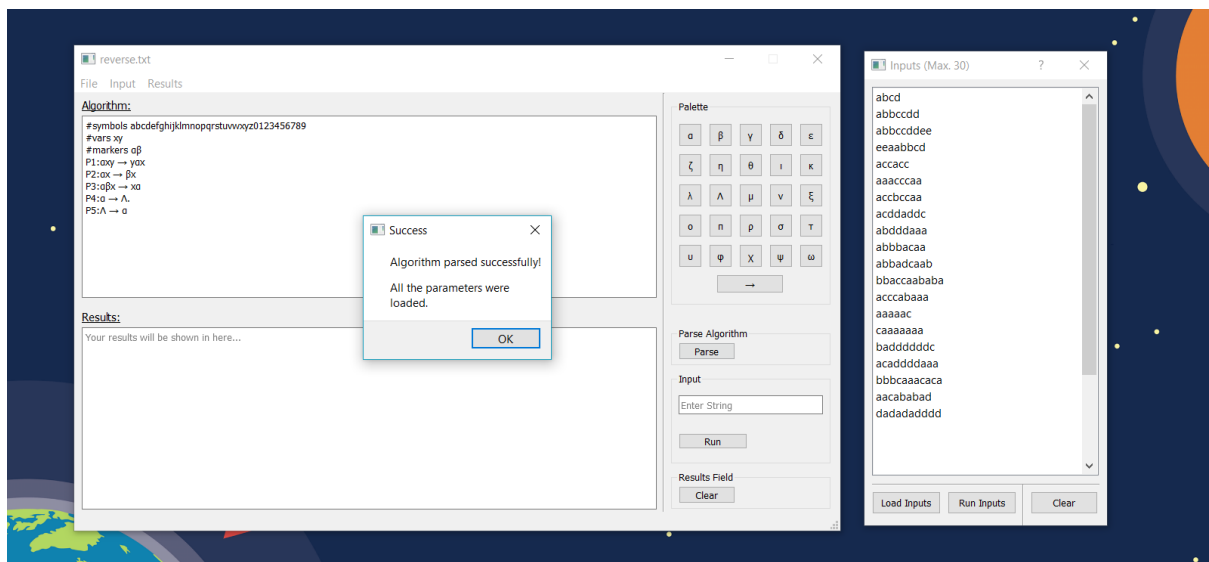 reverse.txt
File Input Results
Algorithm:
#symbols abcdefghijklmnopqrstuvwxyz0123456789
#vars xy
#markers αβ
P1:αxy → yαx
P2:αx → βx
P3:αβx → xα
P4:α → Λ.
P5:Λ → α
Results:
Your results will be shown in here...
Success
Algorithm parsed successfully!
All the parameters were
loaded.
OK
Palette
α β γ δ ε
ζ η θ ι κ
λ Λ μ ν ξ
ο π ρ σ τ
υ φ χ ψ ω
→
Parse Algorithm
Parse
Input
Enter String
Run
Results Field
Clear
Inputs (Max. 30) ?
abcd
abbccdd
abbccddee
eeaabbcd
accacc
aaacccaa
accbccaa
acddaddc
abdddaaa
abbbacaa
abbadcaab
bbaccaababa
acccabaaa
aaaaac
caaaaaaa
baddddddc
acaddddaaa
bbbcaaacaca
aacababad
dadadadddd
Load Inputs Run Inputs Clear